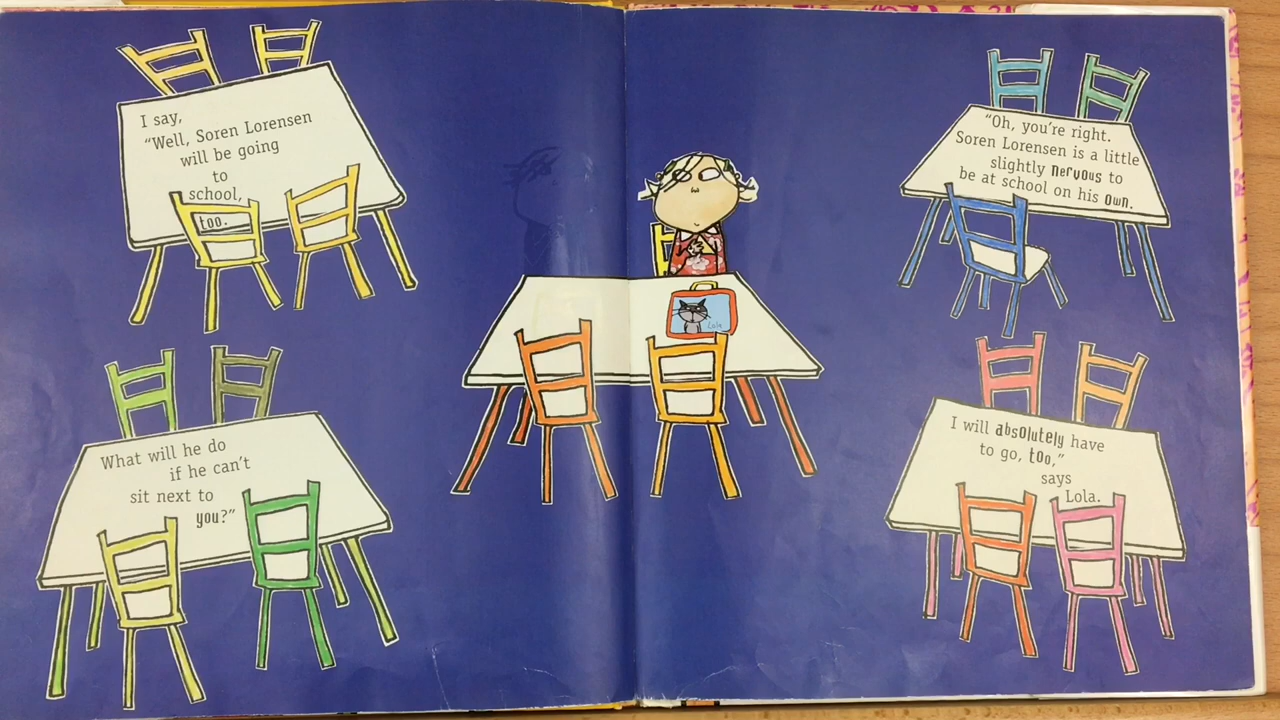 I say,
“Well, Soren Lorensen
will be going
to
school,
too.
What will he do
if he can’t
sit next to
you?”
Lola
“Oh, you’re right.
Soren Lorensen is a little
slightly nervous to
be at school on his own.
I will absolutely have
to go, too,”
says
Lola.